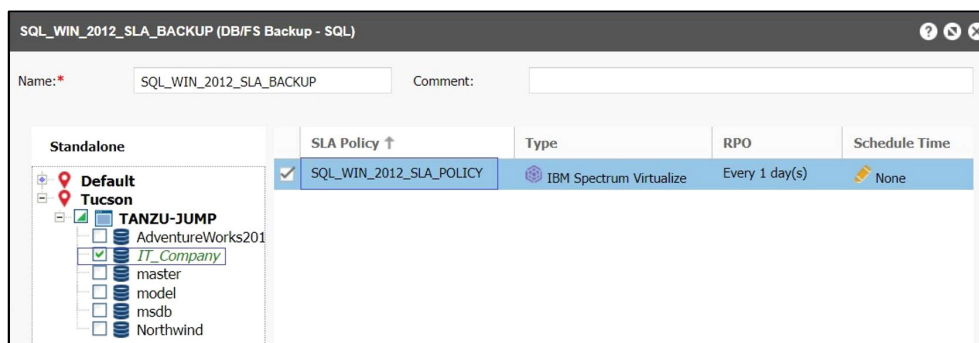 SQL_WIN_2012_SLA_BACKUP (DB/FS Backup - SQL)
Name:* SQL_WIN_2012_SLA_BACKUP Comment:
Standalone
Default
Tucson
TANZU-JUMP
AdventureWorks201
IT_Company
master
model
msdb
Northwind
SLA Policy ↑ Type RPO Schedule Time
SQL_WIN_2012_SLA_POLICY IBM Spectrum Virtualize Every 1 day(s) None